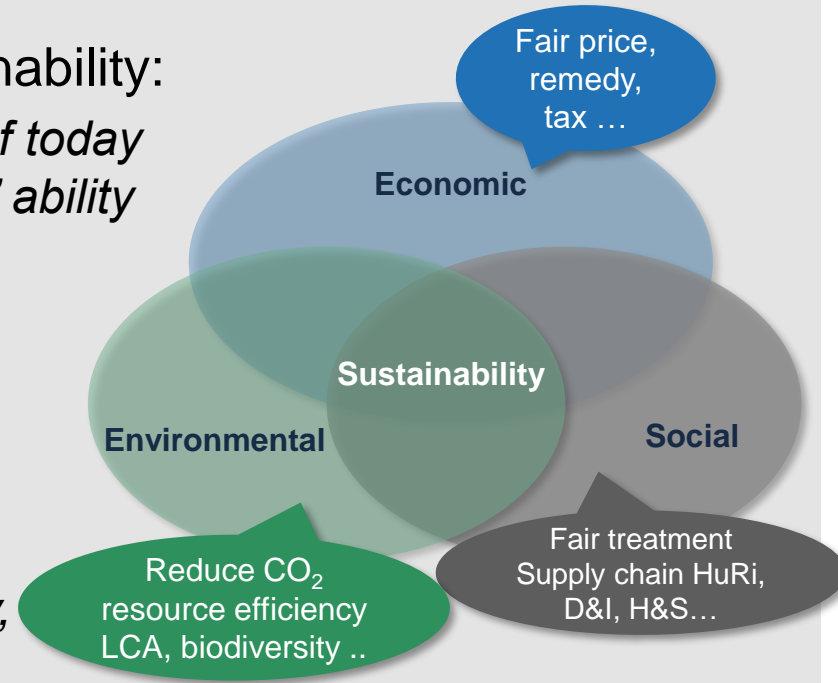 nability:
f today
’ ability
Fair price,
remedy,
tax …
Economic
Sustainability
Environmental
Social
Reduce CO₂
resource efficiency
LCA, biodiversity ..
Fair treatment
Supply chain HuRi,
D&I, H&S…